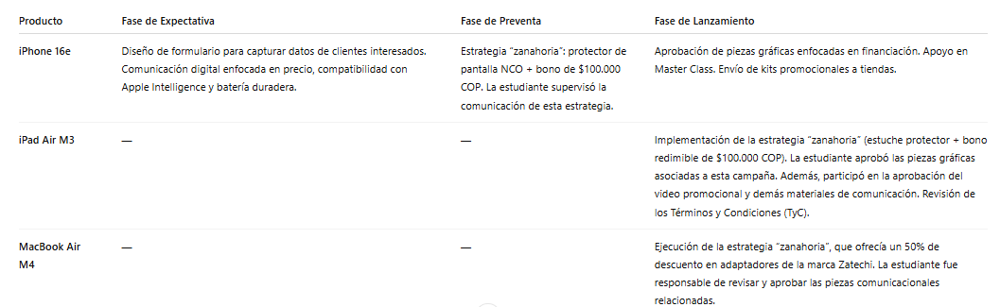 Producto Fase de Expectativa Fase de Preventa Fase de Lanzamiento
iPhone 16e
Diseño de formulario para capturar datos de clientes interesados.
Comunicación digital enfocada en precio, compatibilidad con
Apple Intelligence y batería duradera.
Estrategia “zanahoria”: protector de
pantalla NCO + bono de $100.000
COP. La estudiante supervisó la
comunicación de esta estrategia.
Aprobación de piezas gráficas enfocadas en financiación. Apoyo en
Master Class. Envío de kits promocionales a tiendas.
iPad Air M3
—
—
Implementación de la estrategia “zanahoria” (estuche protector + bono
redimible de $100.000 COP). La estudiante aprobó las piezas gráficas
asociadas a esta campaña. Además, participó en la aprobación del
video promocional y demás materiales de comunicación. Revisión de
los Términos y Condiciones (TyC).
MacBook Air
M4
—
—
Ejecución de la estrategia “zanahoria”, que ofrecía un 50% de
descuento en adaptadores de la marca Zatechi. La estudiante fue
responsable de revisar y aprobar las piezas comunicacionales
relacionadas.